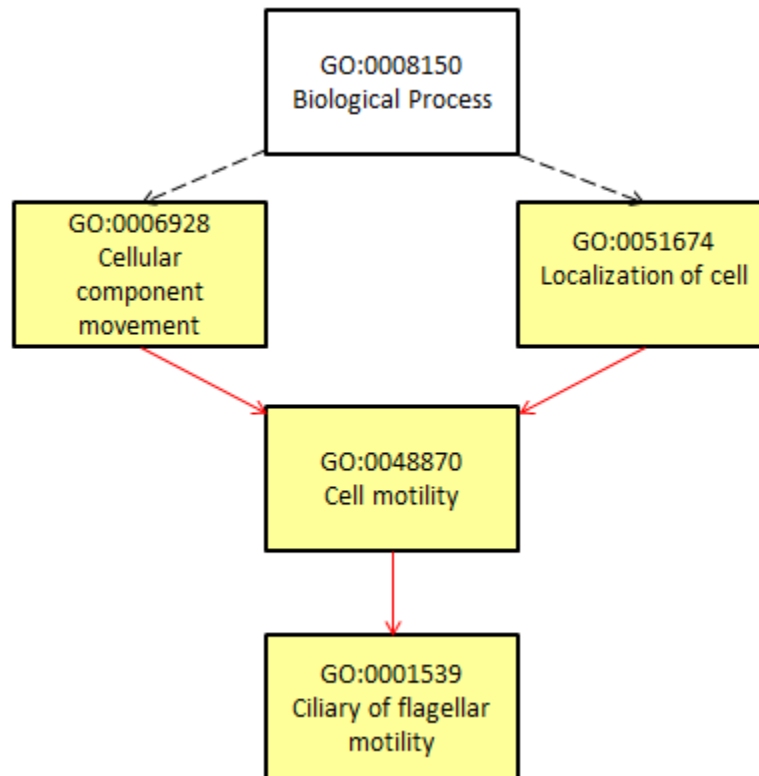 GO:0008150
Biological Process
GO:0006928
Cellular
component
movement
GO:0051674
Localization of cell
GO:0048870
Cell motility
GO:0001539
Ciliary of flagellar
motility